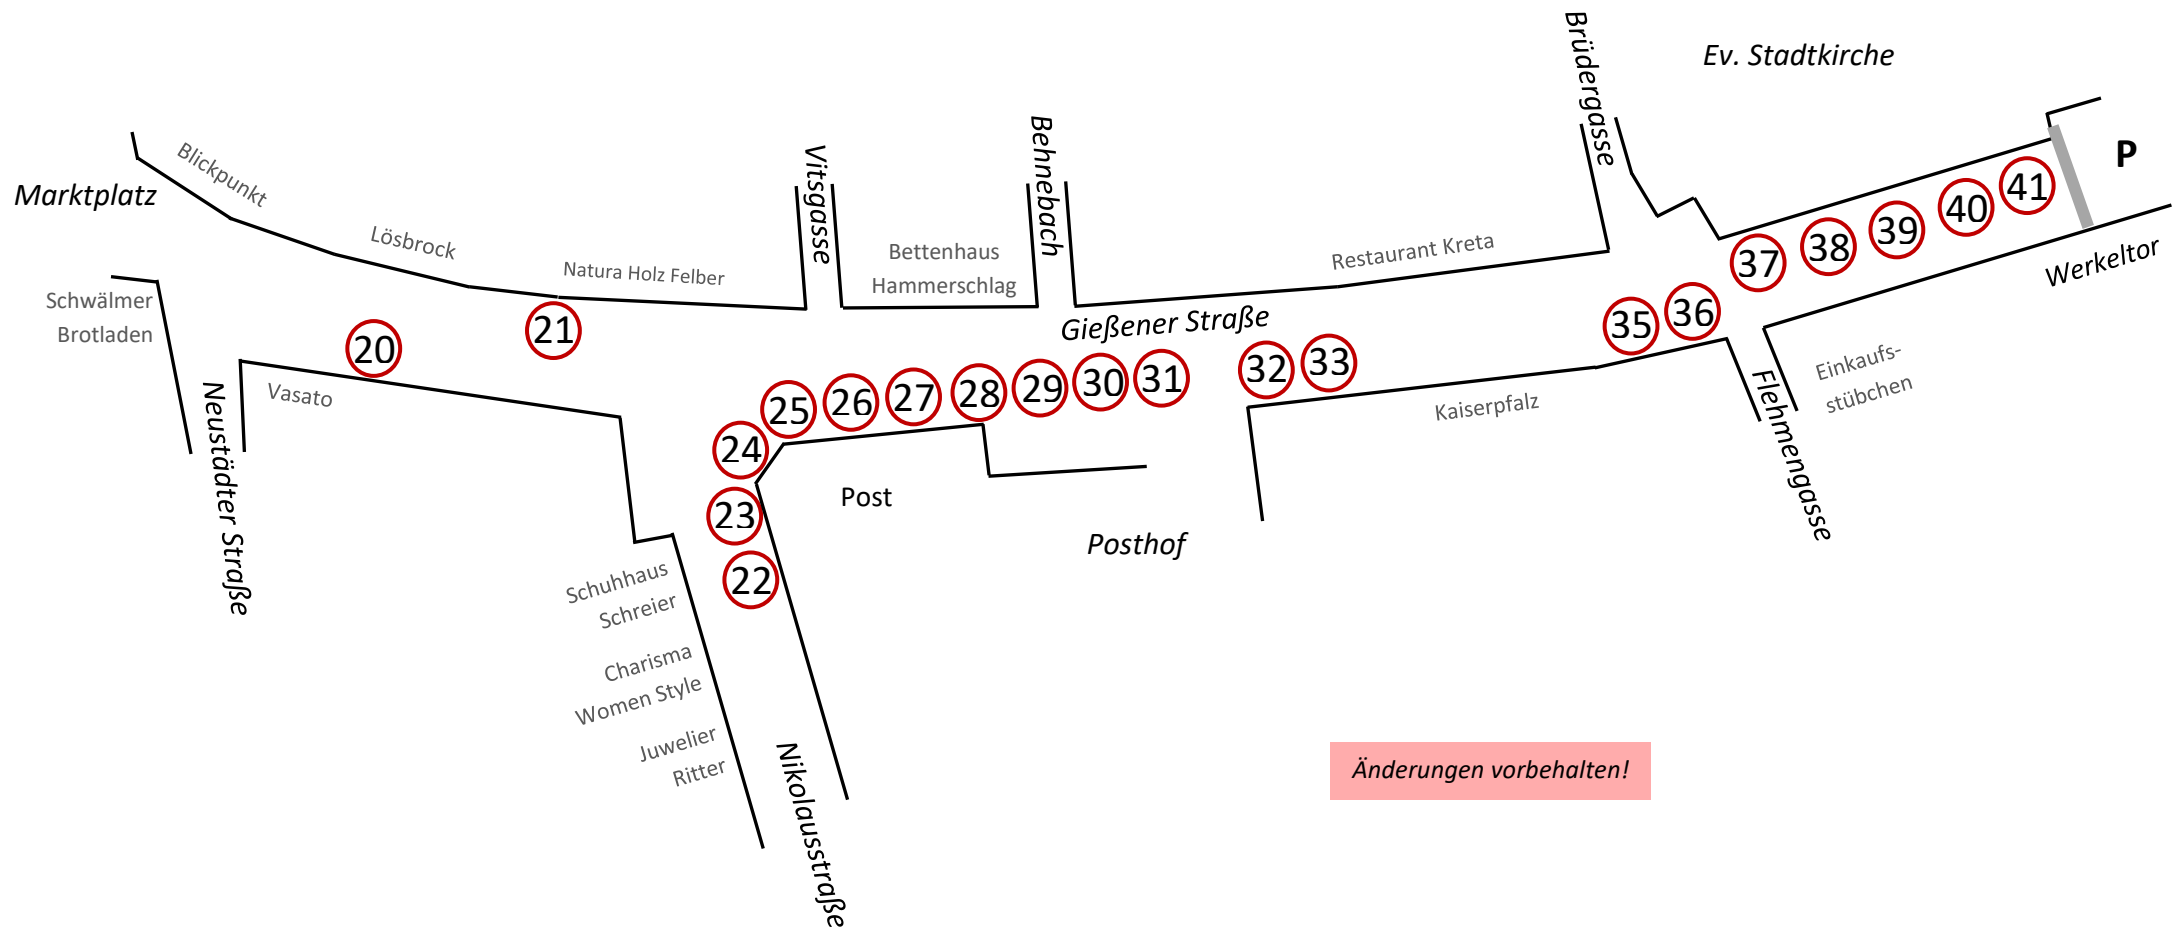 Brüdergasse
Ev. Stadtkirche
Blickpunkt
Marktplatz
Vitsgasse
Behnebach
P
Lösbrock
Natura Holz Felber
Bettenhaus
Hammerschlag
Restaurant Kreta
Gießener Straße
Werkeltor
Schwälmer
Brotladen
20
21
Vasato
Neustädter Straße
22
23
24
25
26
27
28
29
30
31
32
33
35
36
37
38
39
40
41
Kaiserpfalz
Flehmengasse
Einkaufs-
stübchen
Post
Posthof
Schuhhaus
Schreier
Charisma
Women Style
Juwelier
Ritter
Nikolausstraße
Änderungen vorbehalten!